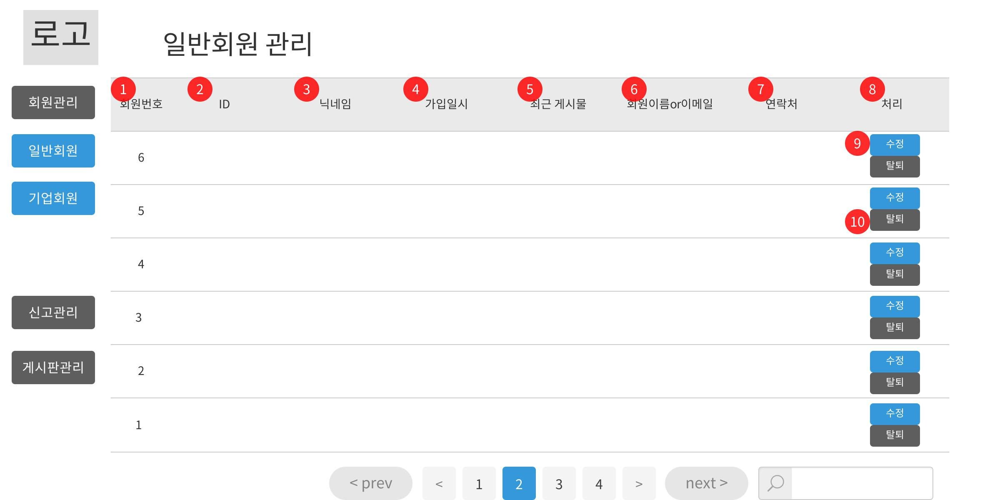 로고
일반회원 관리
회원관리
일반회원
기업회원
신고관리
게시판관리
1 2 3 4 5 6 7 8
회원번호 ID 닉네임 가입일시 최근 게시물 회원이름or이메일 연락처 처리
6 9 수정
탈퇴
5 수정
10 탈퇴
4 수정
탈퇴
3 수정
탈퇴
2 수정
탈퇴
1 수정
탈퇴
< prev < 1 2 3 4 > next >